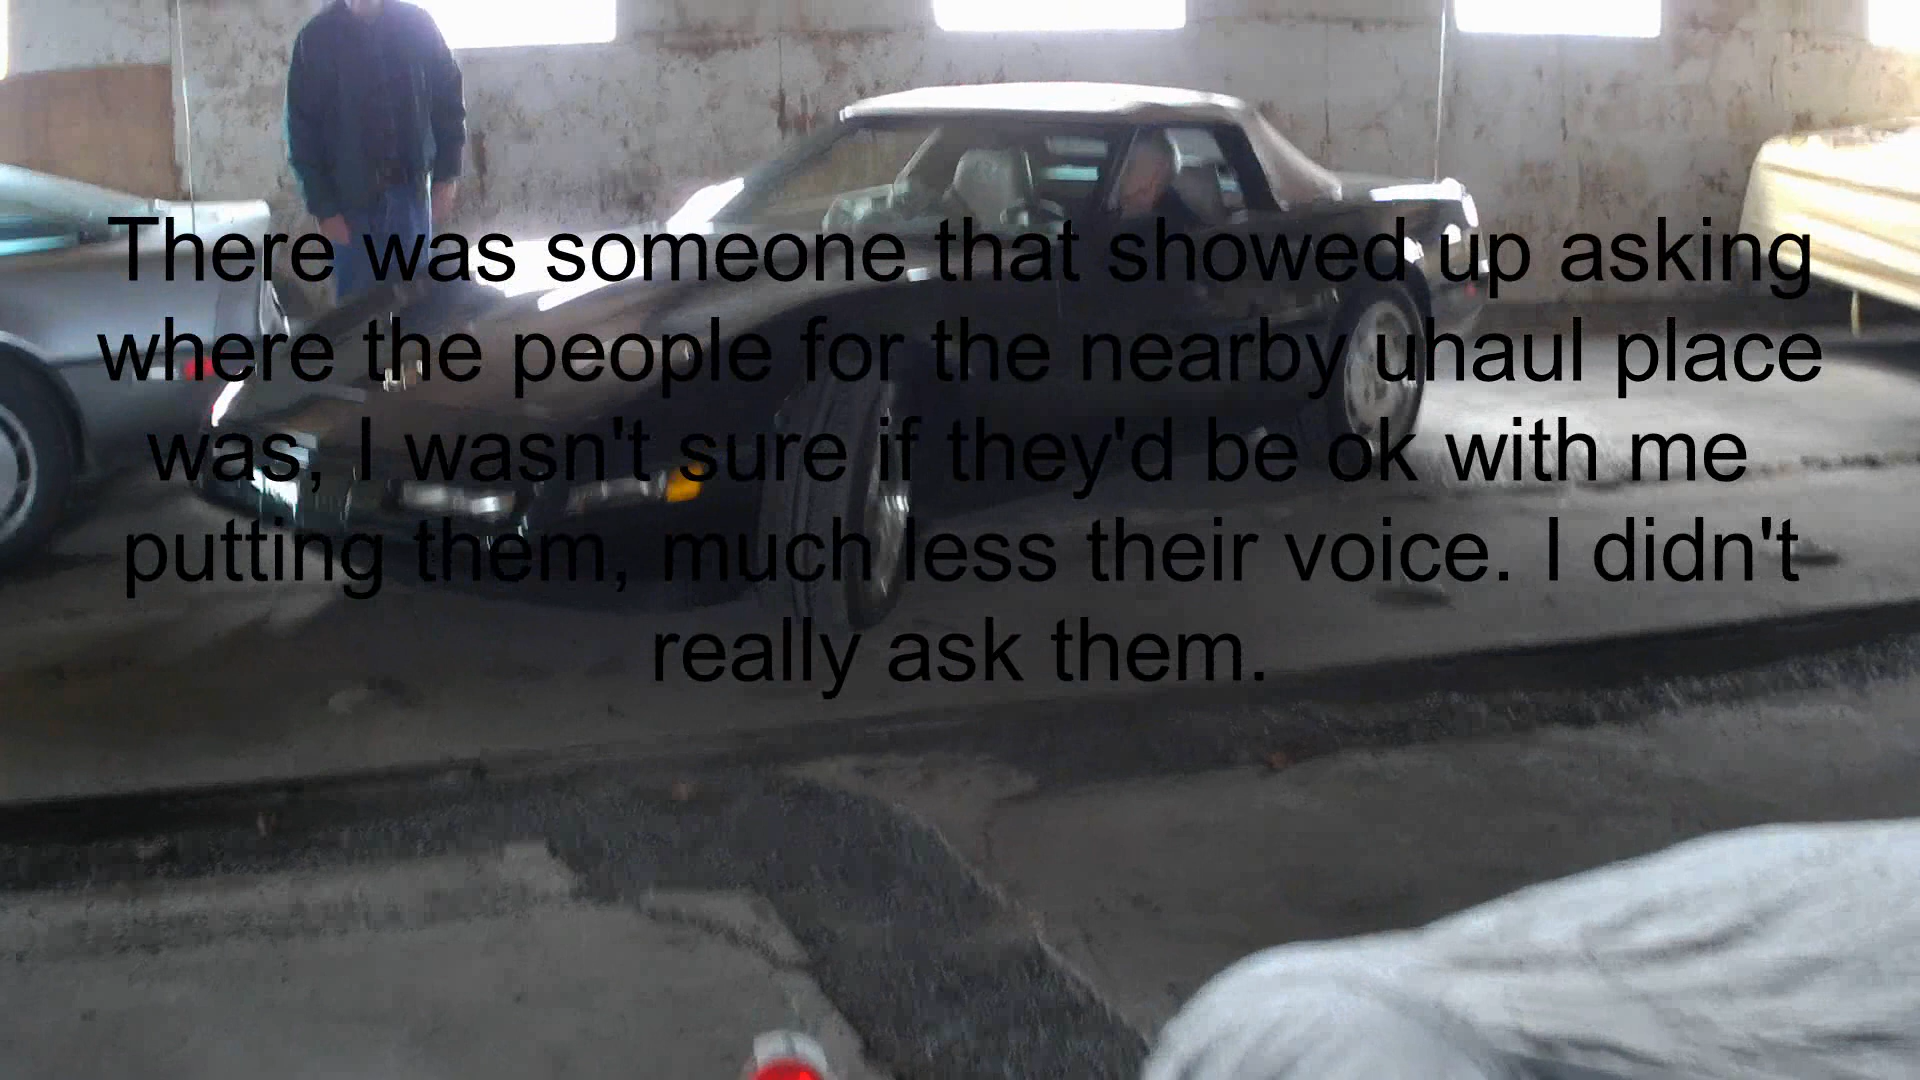 There was someone that showed up asking
where the people for the nearby uhaul place
was, I wasn't sure if they'd be ok with me
putting them, much less their voice. I didn't
really ask them.